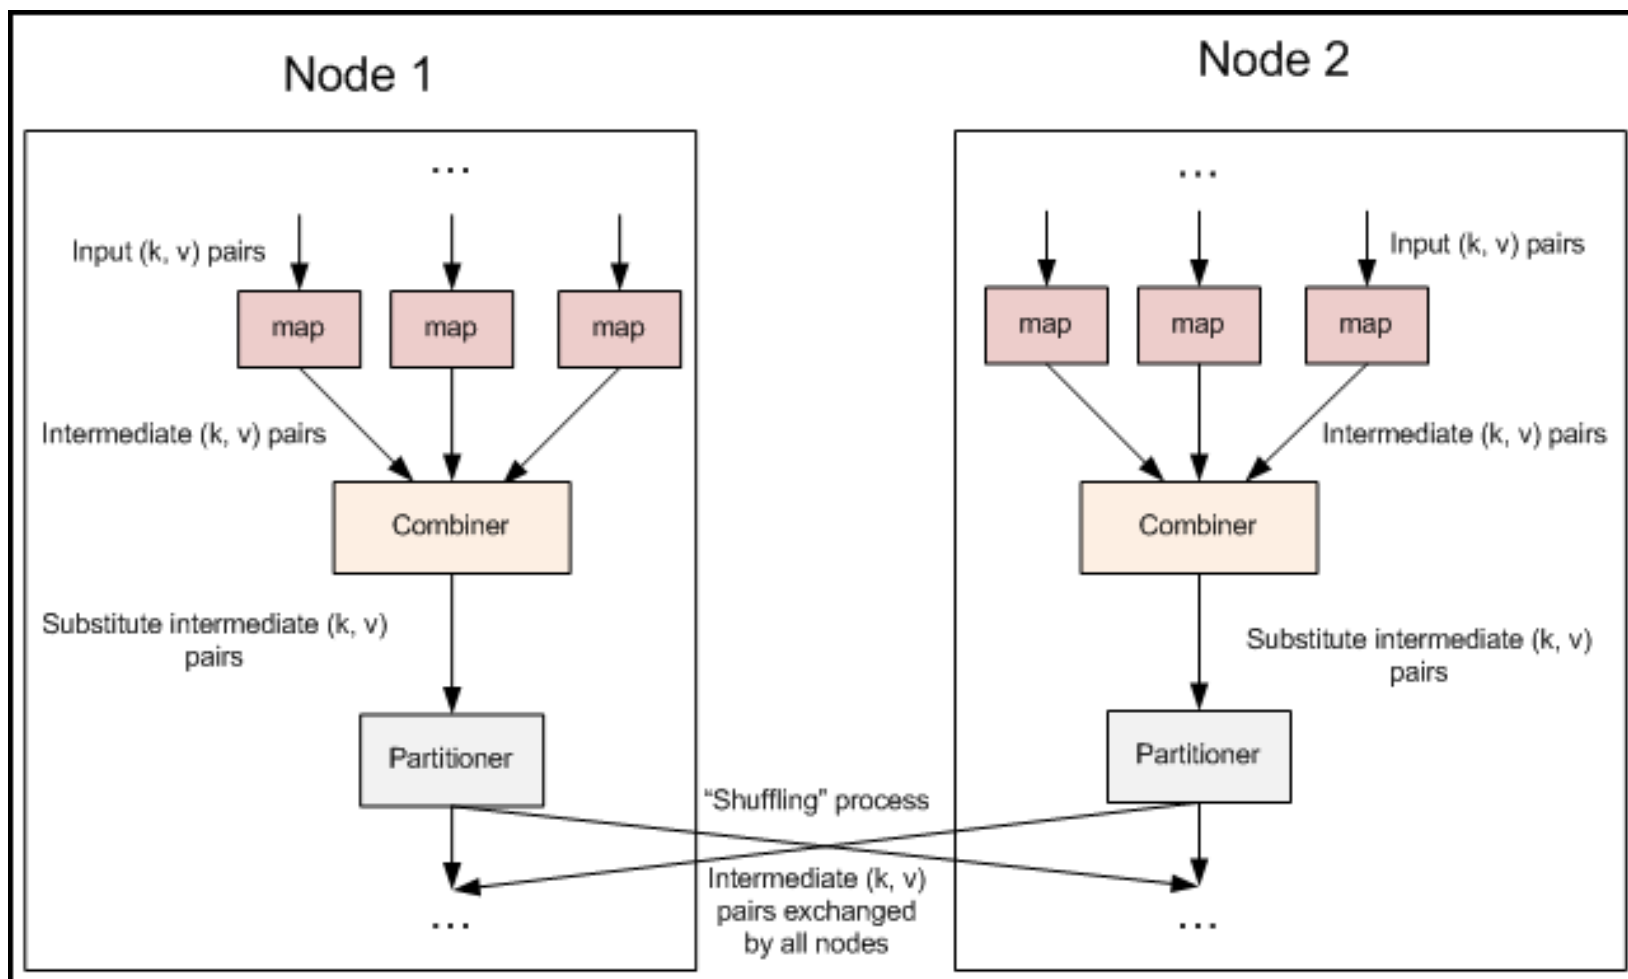 Node 1
Node 2
...
...
Input (k, v) pairs
Input (k, v) pairs
map
map
map
map
map
map
Intermediate (k, v) pairs
Intermediate (k, v) pairs
Combiner
Combiner
Substitute intermediate (k, v)
pairs
Substitute intermediate (k, v)
pairs
Partitioner
Partitioner
“Shuffling” process
Intermediate (k, v)
pairs exchanged
by all nodes
...
...